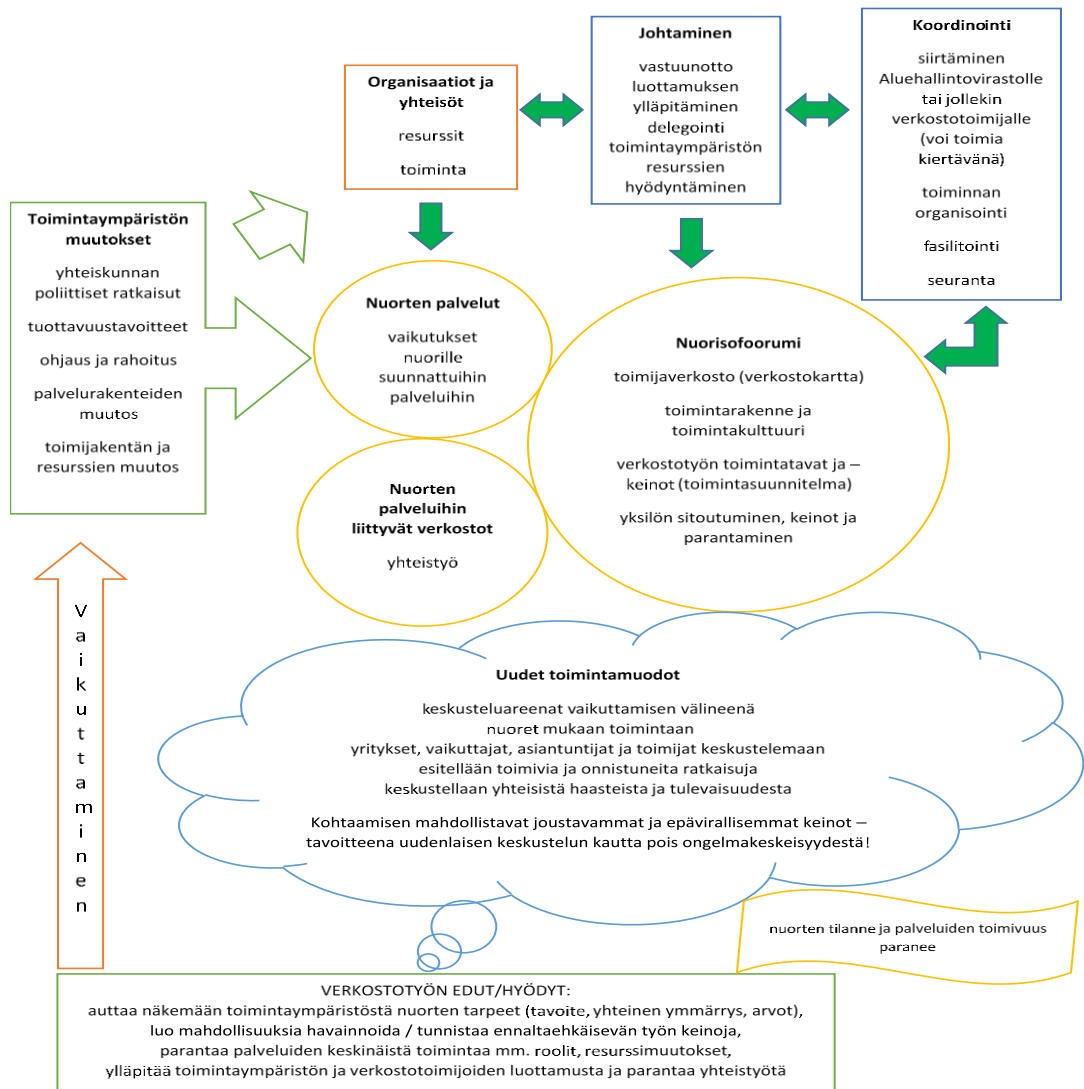 Organisaatiot ja
yhteisöt
resurssit
toiminta
Johtaminen
vastuunotto
luottamuksen
ylläpitäminen
delegointi
toimintaympäristön
resurssien
hyödyntäminen
Koordinointi
siirtäminen
Aluehallintovirastolle
tai jollekin
verkostotoimijalle
(voi toimia
kiertävänä)
toiminnan
organisointi
fasilitointi
seuranta
Toimintaympäristön
muutokset
yhteiskunnan
poliittiset ratkaisut
tuottavuustavoitteet
ohjaus ja rahoitus
palvelurakenteiden
muutos
toimijakentän ja
resurssien muutos
Nuorten palvelut
vaikutukset
nuorille
suunnattuihin
palveluihin
Nuorisofoorumi
toimijaverkosto (verkostokartta)
toimintarakenne ja
toimintakulttuuri
verkostotyön toimintatavat ja –
keinot (toimintasuunnitelma)
yksilön sitoutuminen, keinot ja
parantaminen
Nuorten
palveluihin
liittyvät verkostot
yhteistyö
Vaikuttaminen
Uudet toimintamuodot
keskusteluareenat vaikuttamisen välineenä
nuoret mukaan toimintaan
yritykset, vaikuttajat, asiantuntijat ja toimijat keskustelemaan
esitellään toimivia ja onnistuneita ratkaisuja
keskustellaan yhteisistä haasteista ja tulevaisuudesta
Kohtaamisen mahdollistavat joustavammat ja epävirallisemmat keinot –
tavoitteena uudenlaisen keskustelun kautta pois ongelmakeskeisyydestä!
nuorten tilanne ja palveluiden toimivuus
paranee
VERKOSTOTYÖN EDUT/HYÖDYT:
auttaa näkemään toimintaympäristöstä nuorten tarpeet (tavoite, yhteinen ymmärrys, arvot),
luo mahdollisuuksia havainnoida / tunnistaa ennaltaehkäisevän työn keinoja,
parantaa palveluiden keskinäistä toimintaa mm. roolit, resurssimuutokset,
ylläpitää toimintaympäristön ja verkostotoimijoiden luottamusta ja parantaa yhteistyötä